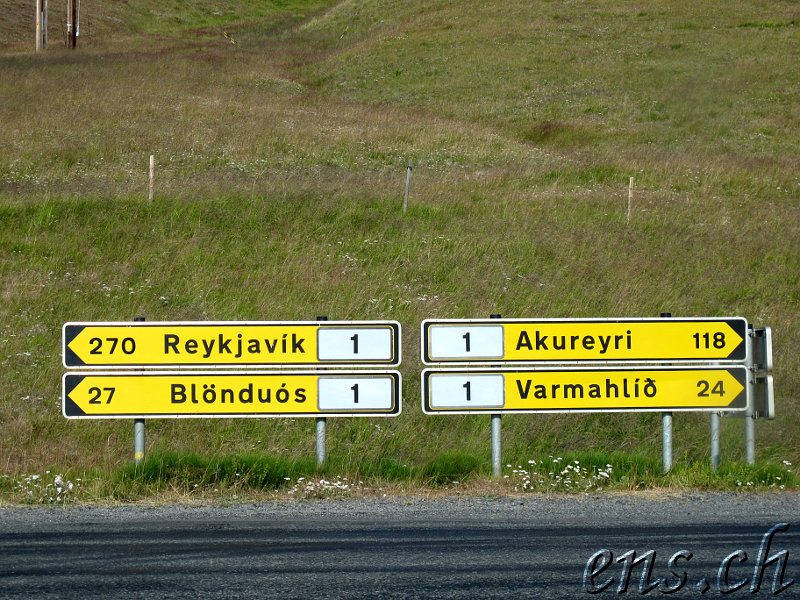 270 Reykjavík 1
27 Blönduós 1
1 Akureyri 118
1 Varmahlíð 24
ens.ch